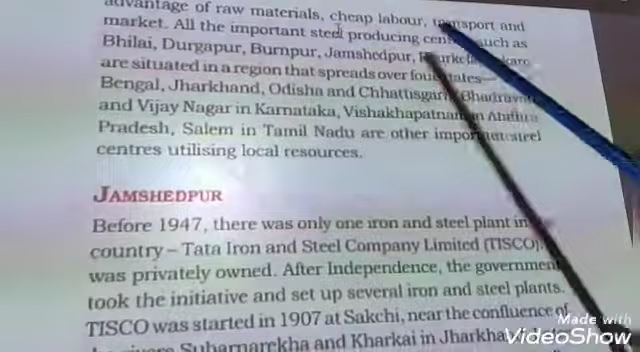 advantage of raw materials, cheap labour, transport and
market. All the important steel producing such as
Bhilai, Durgapur, Burnpur, Jamshedpur,
are situated in a region that spreads over four
Bengal, Jharkhand, Odisha and Chhattisgarh. Bhadravati
and Vijay Nagar in Karnataka, Vishakhapatnam in Andhra
Pradesh, Salem in Tamil Nadu are other important steel
centres utilising local resources.
JAMSHEDPUR
Before 1947, there was only one iron and steel plant in
country – Tata Iron and Steel Company Limited (TISCO).
was privately owned. After Independence, the government
took the initiative and set up several iron and steel plants.
TISCO was started in 1907 at Sakchi, near the confluence of
Subarnarekha and Kharkai in
Made with
VideoShow